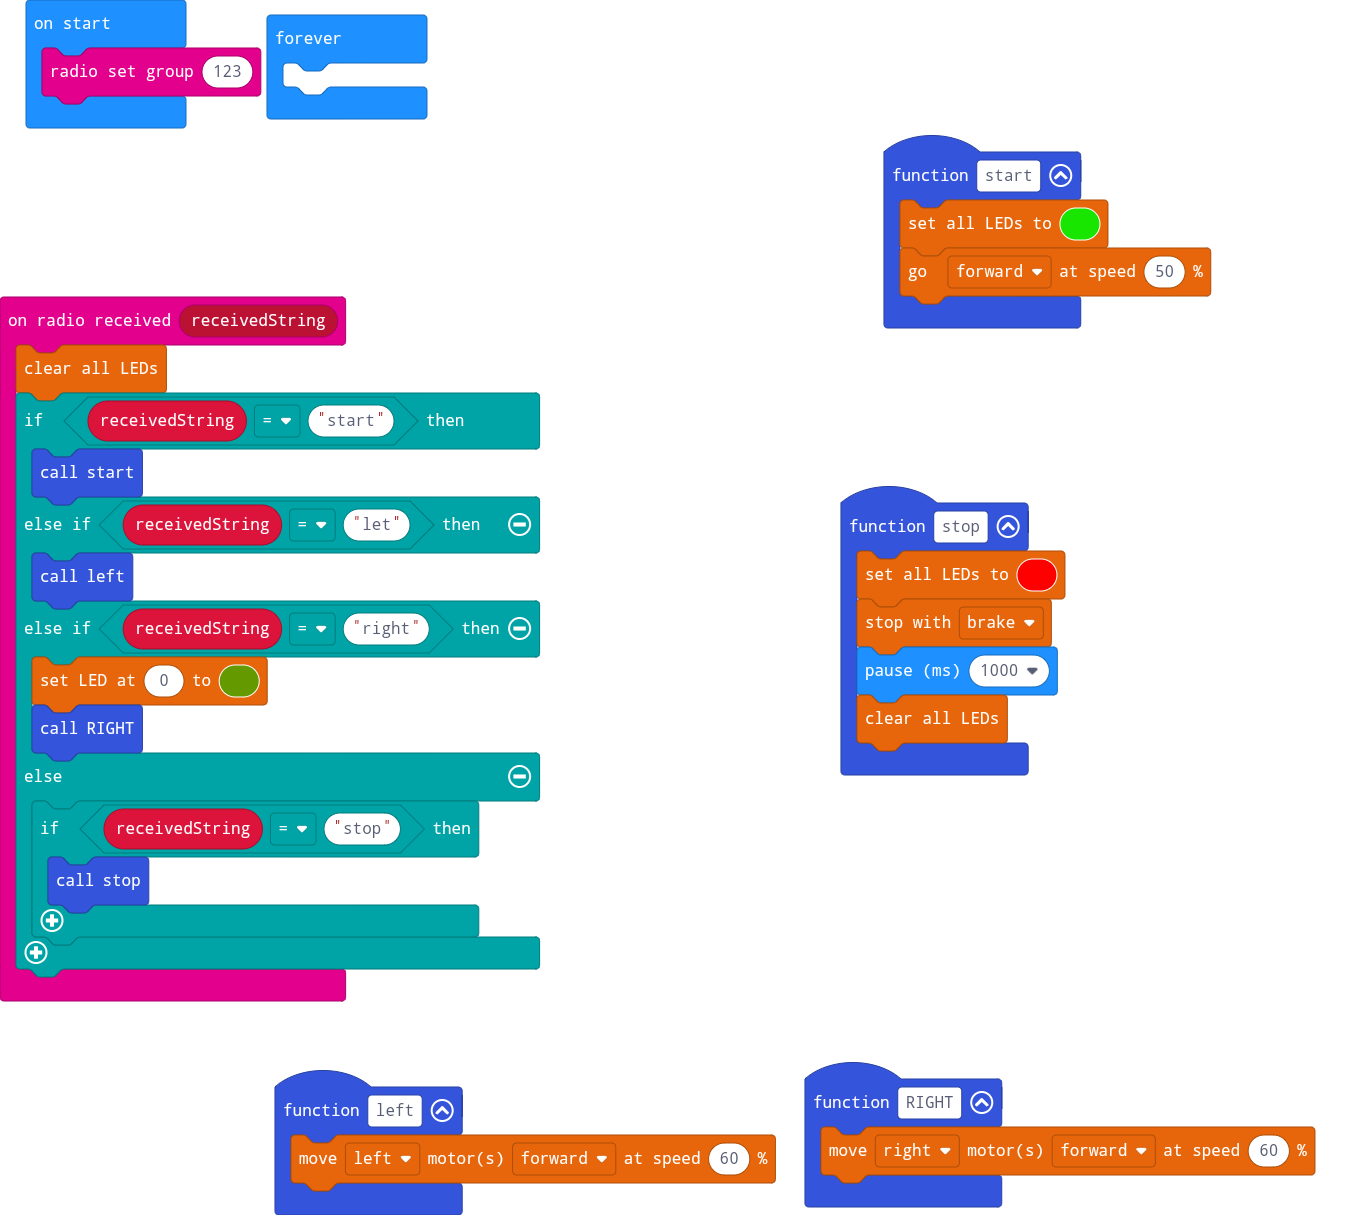 on start
radio set group 123
forever
function start
set all LEDs to
go forward at speed 50 %
on radio received receivedString
clear all LEDs
if receivedString = "start" then
call start
else if receivedString = "let" then
call left
else if receivedString = "right" then
set LED at 0 to
call RIGHT
else
if receivedString = "stop" then
call stop
function stop
set all LEDs to
stop with brake
pause (ms) 1000
clear all LEDs
function left
move left motor(s) forward at speed 60 %
function RIGHT
move right motor(s) forward at speed 60 %